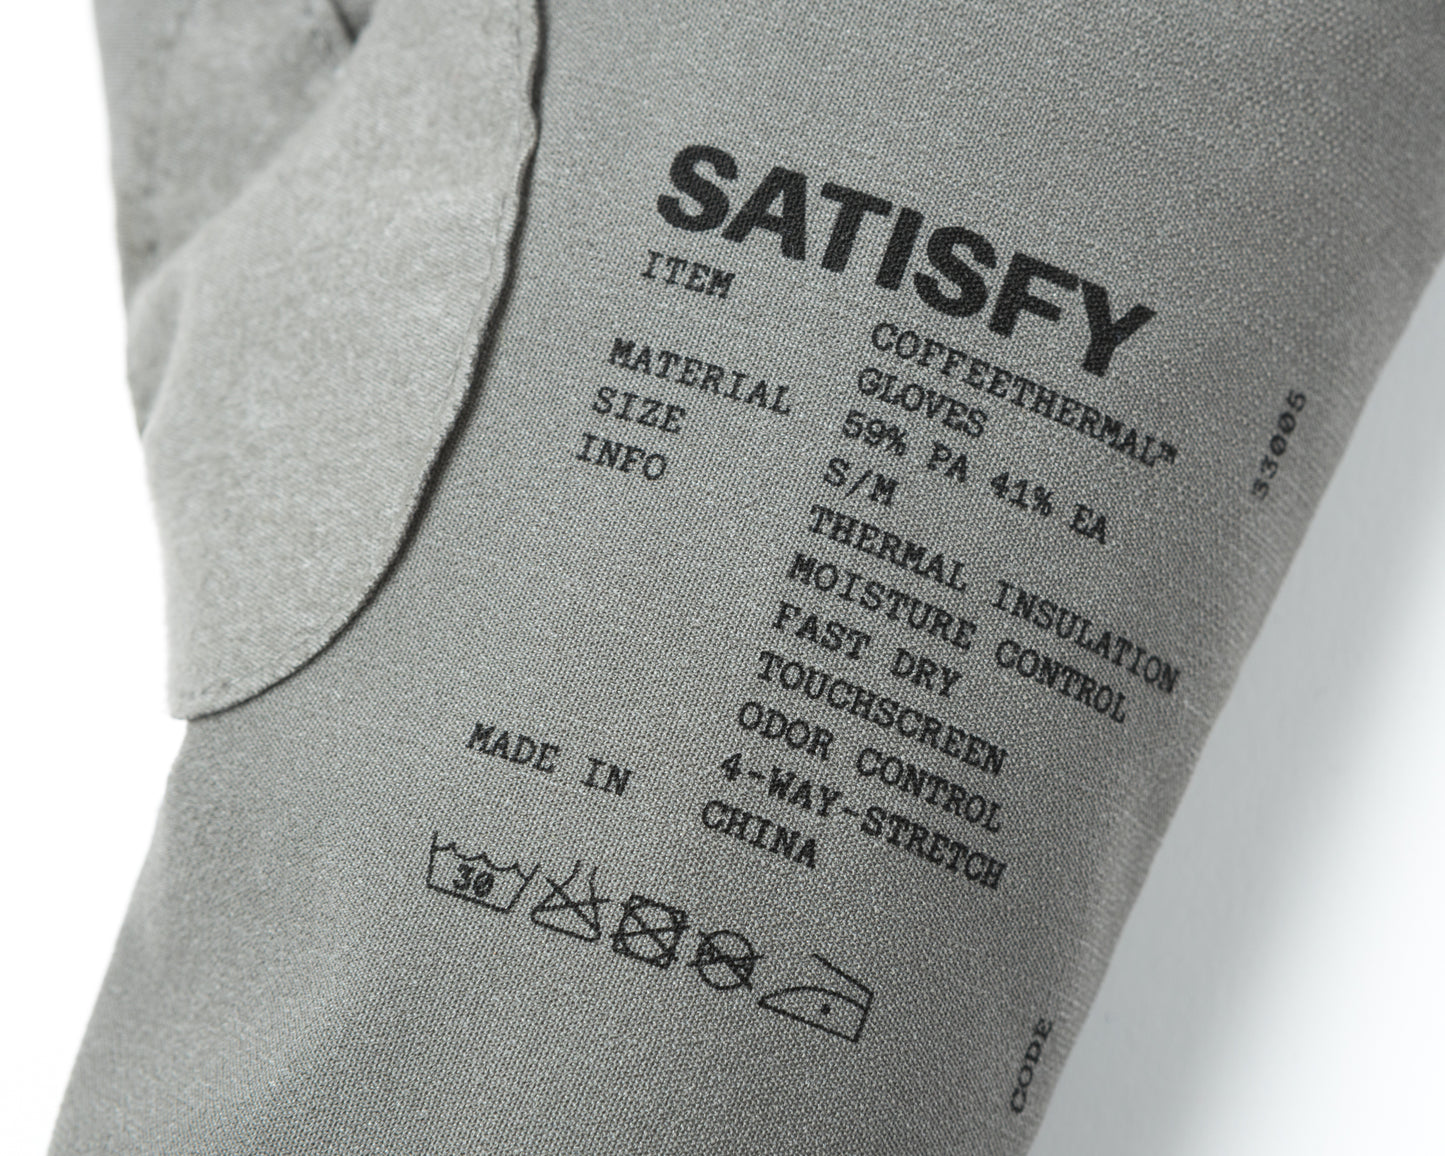 SATISFY
ITEM COFFEETHERMAL™
GLOVES
MATERIAL 59% PA 41% EA
SIZE S/M
INFO THERMAL INSULATION
MOISTURE CONTROL
FAST DRY
TOUCHSCREEN
ODOR CONTROL
4-WAY-STRETCH
MADE IN CHINA
30
CODE 33005